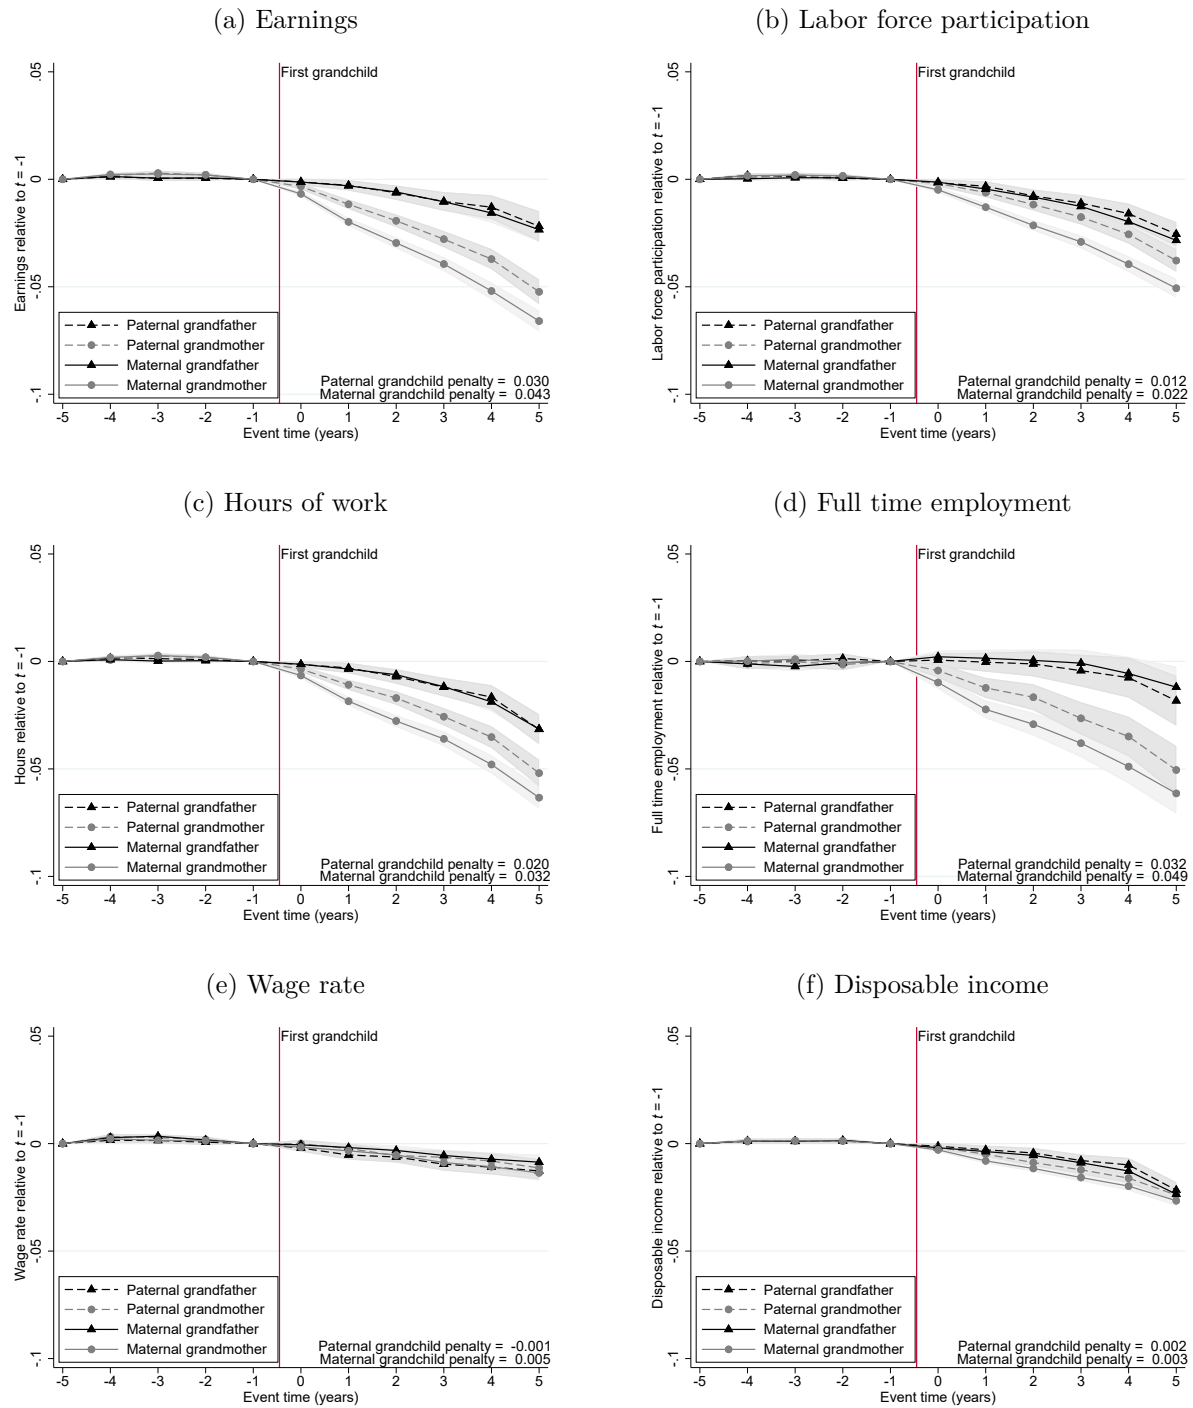 (a) Earnings
First grandchild
Earnings relative to t = -1
.05
0
-.05
-.1
Paternal grandfather
Paternal grandmother
Maternal grandfather
Maternal grandmother
Paternal grandchild penalty = 0.030
Maternal grandchild penalty = 0.043
-5 -4 -3 -2 -1 0 1 2 3 4 5
Event time (years)
(b) Labor force participation
First grandchild
Labor force participation relative to t = -1
.05
0
-.05
-.1
Paternal grandfather
Paternal grandmother
Maternal grandfather
Maternal grandmother
Paternal grandchild penalty = 0.012
Maternal grandchild penalty = 0.022
-5 -4 -3 -2 -1 0 1 2 3 4 5
Event time (years)
(c) Hours of work
First grandchild
Hours relative to t = -1
.05
0
-.05
-.1
Paternal grandfather
Paternal grandmother
Maternal grandfather
Maternal grandmother
Paternal grandchild penalty = 0.020
Maternal grandchild penalty = 0.032
-5 -4 -3 -2 -1 0 1 2 3 4 5
Event time (years)
(d) Full time employment
First grandchild
Full time employment relative to t = -1
.05
0
-.05
-.1
Paternal grandfather
Paternal grandmother
Maternal grandfather
Maternal grandmother
Paternal grandchild penalty = 0.032
Maternal grandchild penalty = 0.049
-5 -4 -3 -2 -1 0 1 2 3 4 5
Event time (years)
(e) Wage rate
First grandchild
Wage rate relative to t = -1
.05
0
-.05
-.1
Paternal grandfather
Paternal grandmother
Maternal grandfather
Maternal grandmother
Paternal grandchild penalty = -0.001
Maternal grandchild penalty = 0.005
-5 -4 -3 -2 -1 0 1 2 3 4 5
Event time (years)
(f) Disposable income
First grandchild
Disposable income relative to t = -1
.05
0
-.05
-.1
Paternal grandfather
Paternal grandmother
Maternal grandfather
Maternal grandmother
Paternal grandchild penalty = 0.002
Maternal grandchild penalty = 0.003
-5 -4 -3 -2 -1 0 1 2 3 4 5
Event time (years)